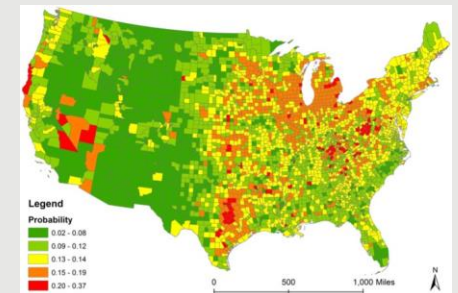 Legend
Probability
0.02 - 0.08
0.09 - 0.12
0.13 - 0.14
0.15 - 0.19
0.20 - 0.37
0 500 1,000 Miles
N